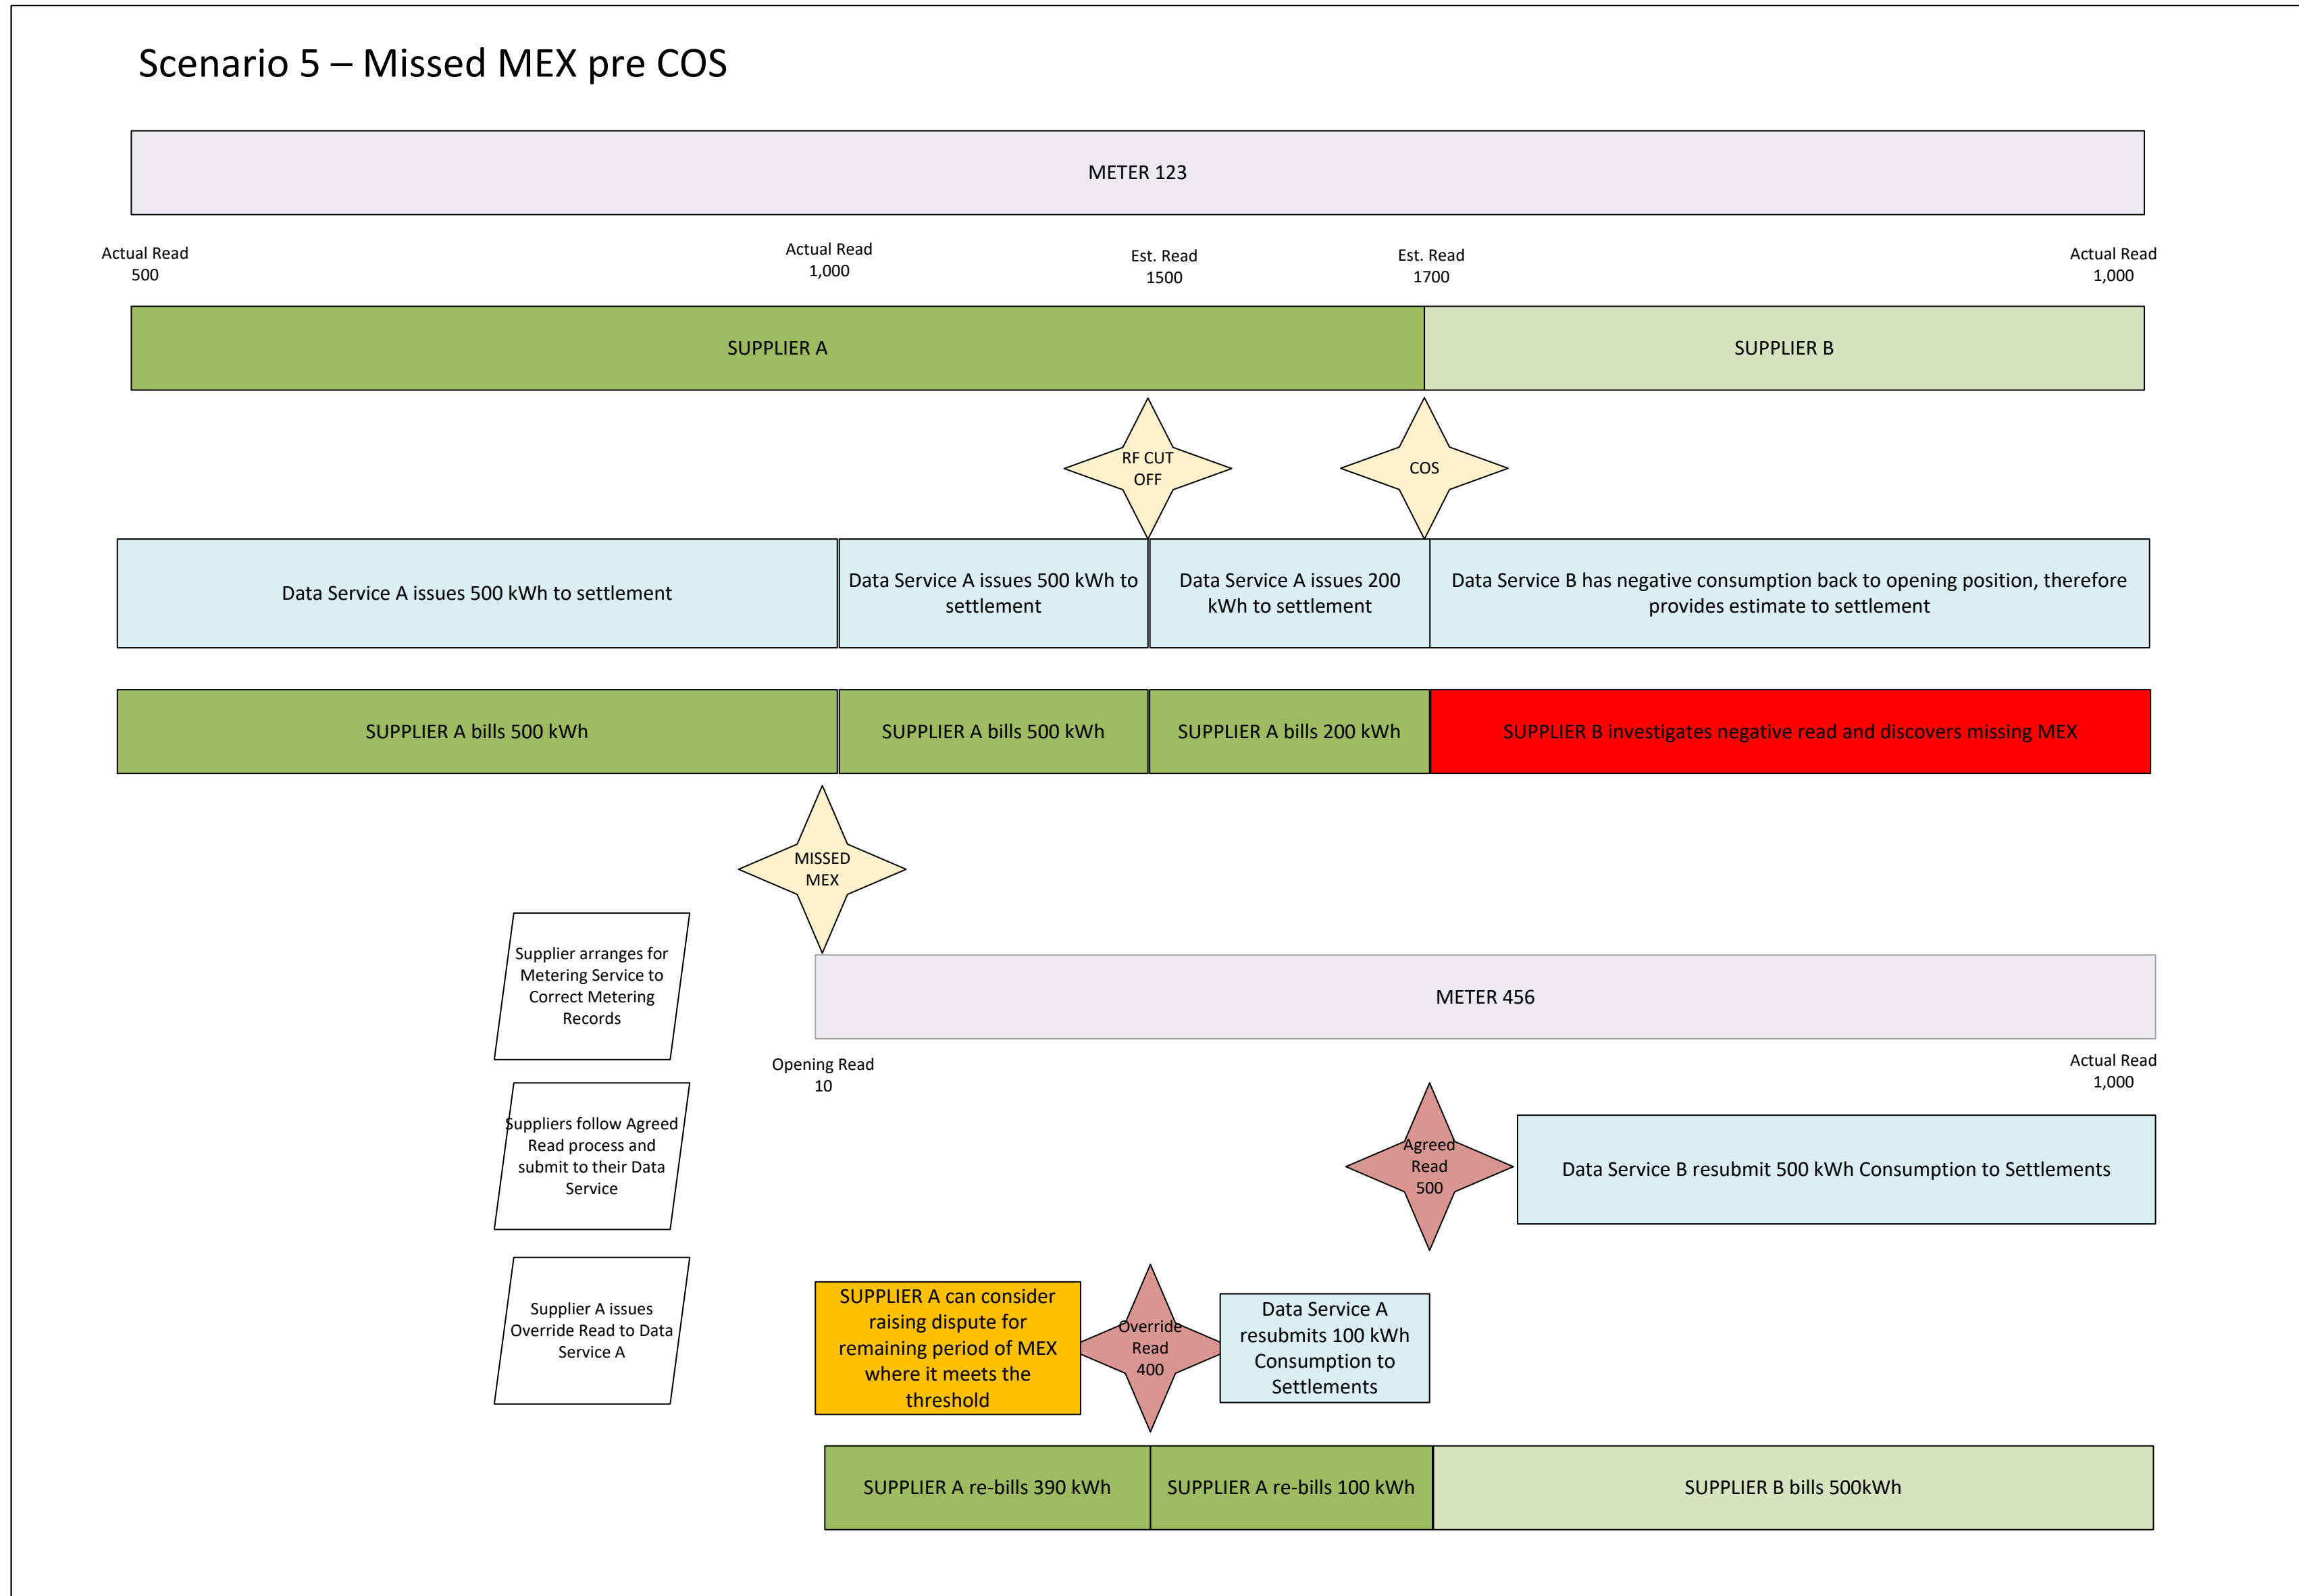 Scenario 5 – Missed MEX pre COS
METER 123
Actual Read
500
Actual Read
1,000
Est. Read
1500
Est. Read
1700
Actual Read
1,000
SUPPLIER A
SUPPLIER B
RF CUT
OFF
COS
Data Service A issues 500 kWh to settlement
Data Service A issues 500 kWh to
settlement
Data Service A issues 200
kWh to settlement
Data Service B has negative consumption back to opening position, therefore
provides estimate to settlement
SUPPLIER A bills 500 kWh
SUPPLIER A bills 500 kWh
SUPPLIER A bills 200 kWh
SUPPLIER B investigates negative read and discovers missing MEX
MISSED
MEX
Supplier arranges for
Metering Service to
Correct Metering
Records
METER 456
Opening Read
10
Actual Read
1,000
Suppliers follow Agreed
Read process and
submit to their Data
Service
Agreed
Read
500
Data Service B resubmit 500 kWh Consumption to Settlements
Supplier A issues
Override Read to Data
Service A
SUPPLIER A can consider
raising dispute for
remaining period of MEX
where it meets the
threshold
Override
Read
400
Data Service A
resubmits 100 kWh
Consumption to
Settlements
SUPPLIER A re-bills 390 kWh
SUPPLIER A re-bills 100 kWh
SUPPLIER B bills 500kWh